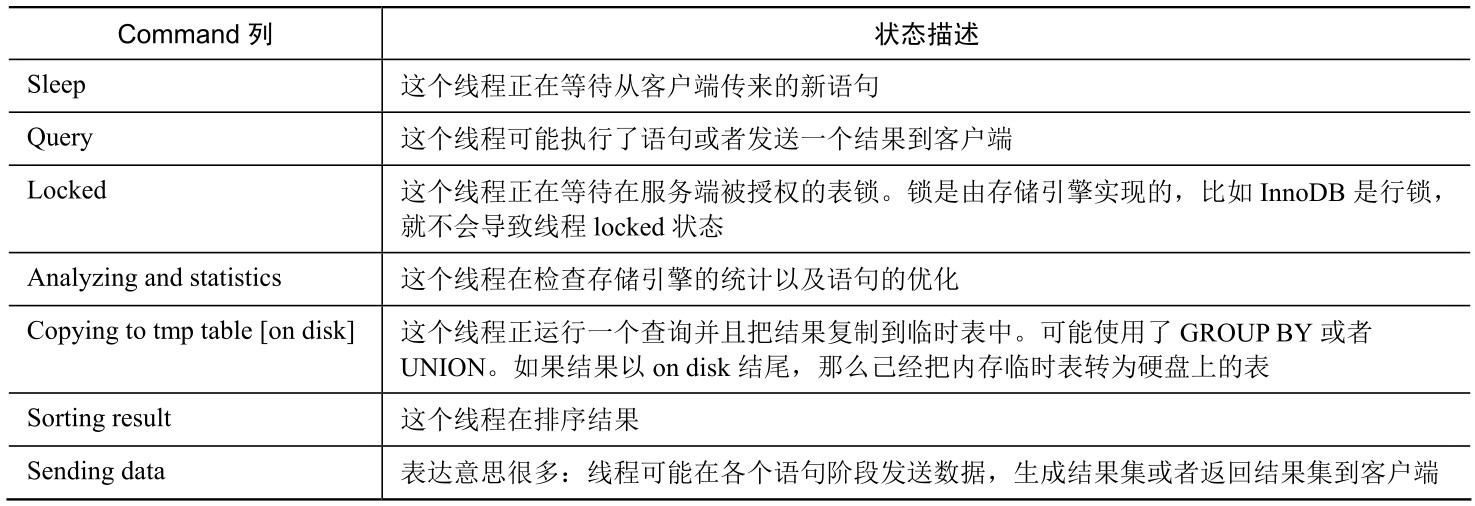 Command 列 状态描述
Sleep 这个线程正在等待从客户端传来的新语句
Query 这个线程可能执行了语句或者发送一个结果到客户端
Locked 这个线程正在等待在服务端被授权的表锁。锁是由存储引擎实现的，比如 InnoDB 是行锁，
就不会导致线程 locked 状态
Analyzing and statistics 这个线程在检查存储引擎的统计以及语句的优化
Copying to tmp table [on disk] 这个线程正运行一个查询并且把结果复制到临时表中。可能使用了 GROUP BY 或者
UNION。如果结果以 on disk 结尾，那么己经把内存临时表转为硬盘上的表
Sorting result 这个线程在排序结果
Sending data 表达意思很多：线程可能在各个语句阶段发送数据，生成结果集或者返回结果集到客户端